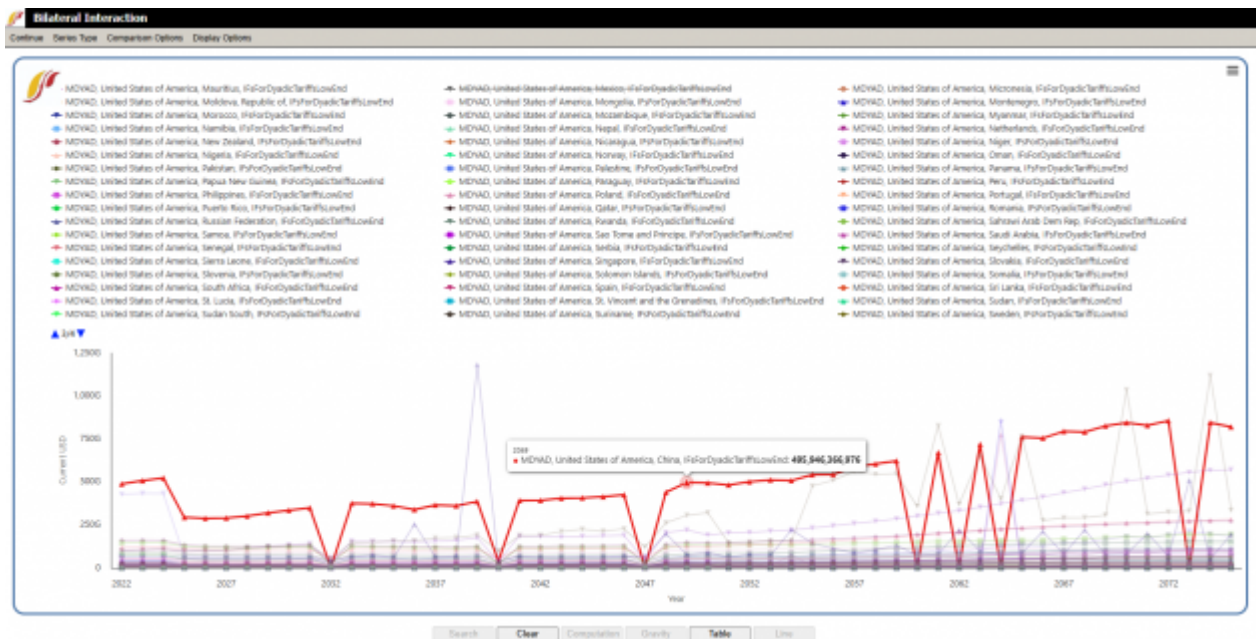 Bilateral Interaction
Continue Series Type Comparison Options Display Options
MDYAD, United States of America, Mauritius, IFsForDyadicTariffsLowEnd MDYAD, United States of America, Mexico, IFsForDyadicTariffsLowEnd MDYAD, United States of America, Micronesia, IFsForDyadicTariffsLowEnd
MDYAD, United States of America, Moldova, Republic of, IFsForDyadicTariffsLowEnd MDYAD, United States of America, Mongolia, IFsForDyadicTariffsLowEnd MDYAD, United States of America, Montenegro, IFsForDyadicTariffsLowEnd
MDYAD, United States of America, Morocco, IFsForDyadicTariffsLowEnd MDYAD, United States of America, Mozambique, IFsForDyadicTariffsLowEnd MDYAD, United States of America, Myanmar, IFsForDyadicTariffsLowEnd
MDYAD, United States of America, Namibia, IFsForDyadicTariffsLowEnd MDYAD, United States of America, Nepal, IFsForDyadicTariffsLowEnd MDYAD, United States of America, Netherlands, IFsForDyadicTariffsLowEnd
MDYAD, United States of America, New Zealand, IFsForDyadicTariffsLowEnd MDYAD, United States of America, Nicaragua, IFsForDyadicTariffsLowEnd MDYAD, United States of America, Niger, IFsForDyadicTariffsLowEnd
MDYAD, United States of America, Nigeria, IFsForDyadicTariffsLowEnd MDYAD, United States of America, Norway, IFsForDyadicTariffsLowEnd MDYAD, United States of America, Oman, IFsForDyadicTariffsLowEnd
MDYAD, United States of America, Pakistan, IFsForDyadicTariffsLowEnd MDYAD, United States of America, Palestine, IFsForDyadicTariffsLowEnd MDYAD, United States of America, Panama, IFsForDyadicTariffsLowEnd
MDYAD, United States of America, Papua New Guinea, IFsForDyadicTariffsLowEnd MDYAD, United States of America, Paraguay, IFsForDyadicTariffsLowEnd MDYAD, United States of America, Peru, IFsForDyadicTariffsLowEnd
MDYAD, United States of America, Philippines, IFsForDyadicTariffsLowEnd MDYAD, United States of America, Poland, IFsForDyadicTariffsLowEnd MDYAD, United States of America, Portugal, IFsForDyadicTariffsLowEnd
MDYAD, United States of America, Puerto Rico, IFsForDyadicTariffsLowEnd MDYAD, United States of America, Qatar, IFsForDyadicTariffsLowEnd MDYAD, United States of America, Romania, IFsForDyadicTariffsLowEnd
MDYAD, United States of America, Russian Federation, IFsForDyadicTariffsLowEnd MDYAD, United States of America, Rwanda, IFsForDyadicTariffsLowEnd MDYAD, United States of America, Sahrawi Arab Dem Rep, IFsForDyadicTariffsLowEnd
MDYAD, United States of America, Samoa, IFsForDyadicTariffsLowEnd MDYAD, United States of America, Sao Tome and Principe, IFsForDyadicTariffsLowEnd MDYAD, United States of America, Saudi Arabia, IFsForDyadicTariffsLowEnd
MDYAD, United States of America, Senegal, IFsForDyadicTariffsLowEnd MDYAD, United States of America, Serbia, IFsForDyadicTariffsLowEnd MDYAD, United States of America, Seychelles, IFsForDyadicTariffsLowEnd
MDYAD, United States of America, Sierra Leone, IFsForDyadicTariffsLowEnd MDYAD, United States of America, Singapore, IFsForDyadicTariffsLowEnd MDYAD, United States of America, Slovakia, IFsForDyadicTariffsLowEnd
MDYAD, United States of America, Slovenia, IFsForDyadicTariffsLowEnd MDYAD, United States of America, Solomon Islands, IFsForDyadicTariffsLowEnd MDYAD, United States of America, Somalia, IFsForDyadicTariffsLowEnd
MDYAD, United States of America, South Africa, IFsForDyadicTariffsLowEnd MDYAD, United States of America, Spain, IFsForDyadicTariffsLowEnd MDYAD, United States of America, Sri Lanka, IFsForDyadicTariffsLowEnd
MDYAD, United States of America, St. Lucia, IFsForDyadicTariffsLowEnd MDYAD, United States of America, St. Vincent and the Grenadines, IFsForDyadicTariffsLowEnd MDYAD, United States of America, Sudan, IFsForDyadicTariffsLowEnd
MDYAD, United States of America, Sudan South, IFsForDyadicTariffsLowEnd MDYAD, United States of America, Suriname, IFsForDyadicTariffsLowEnd MDYAD, United States of America, Sweden, IFsForDyadicTariffsLowEnd
1,250G
1,000G
750G
MDYAD, United States of America, China, IFsForDyadicTariffsLowEnd: 495,946,366,976
Current USD
500G
250G
0
2022 2027 2032 2037 2042 2047 2052 2057 2062 2067 2072
Year
Search Clear Computation Gravity Table Line